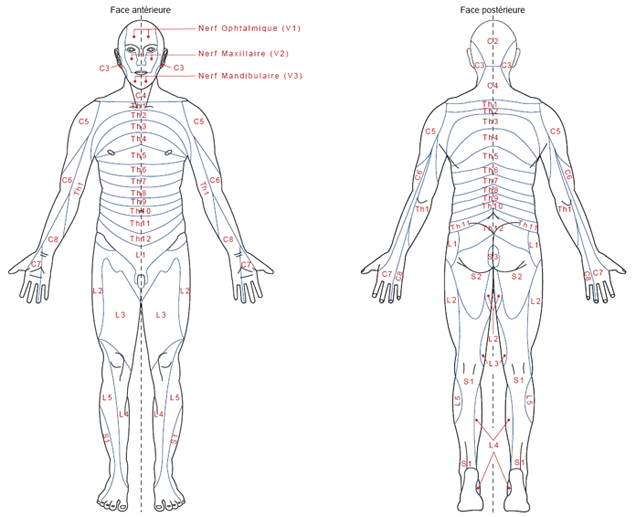 Face antérieure
Face postérieure
Nerf Ophtalmique (V1)
Nerf Maxillaire (V2)
Nerf Mandibulaire (V3)
C3
C3
C4
Th1
Th2
Th3
Th4
Th5
Th6
Th7
Th8
Th9
Th10
Th11
Th12
L1
C5
C5
C6
C6
Th1
Th1
C8
C8
C7
C7
L2
L2
L3
L3
L5
L5
L4
L4
S1
S1
C2
C3
C3
C4
Th1
Th2
Th3
Th4
Th5
Th6
Th7
Th8
Th9
Th10
Th11
Th12
Th11
C5
C5
C6
C6
Th1
Th1
L1
L1
S3
S2
S2
C7
C8
C8
C7
L2
L2
L2
L3
S1
S1
L5
L5
L4
S1
S1